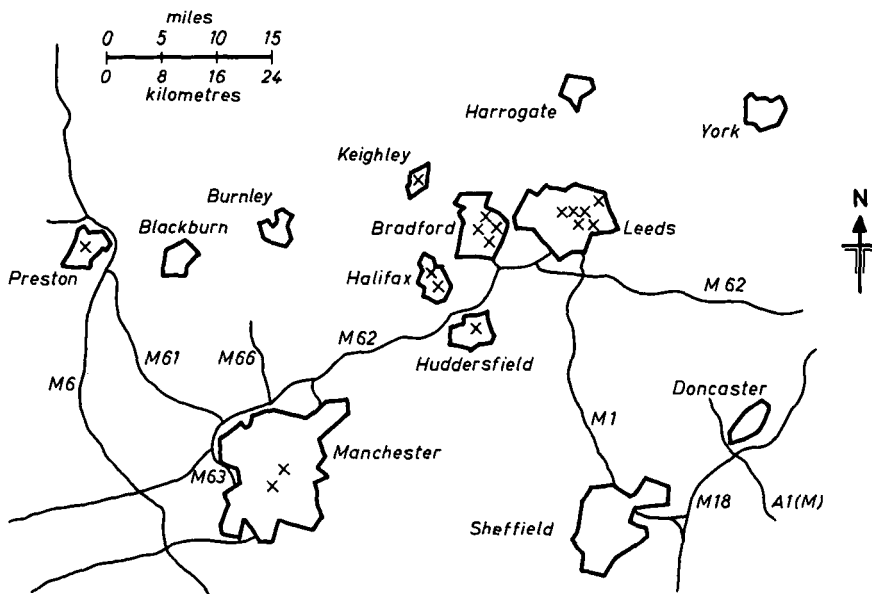 miles
0 5 10 15
0 8 16 24
kilometres
Harrogate
York
Keighley
Burnley
Blackburn
Bradford
Leeds
N
Preston
Halifax
M 62
M62
Huddersfield
M61
M66
M6
Doncaster
M1
Manchester
M63
M18
A1(M)
Sheffield